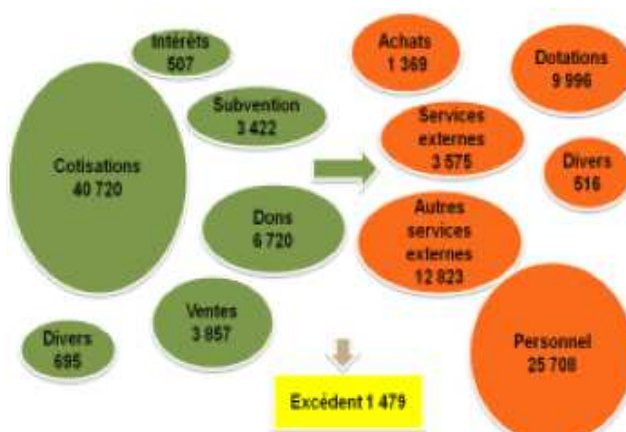 Intérêts
507
Subvention
3 422
Cotisations
40 720
Dons
6 720
Ventes
3 857
Divers
695
Achats
1 369
Dotations
9 996
Services
externes
3 575
Divers
516
Autres
services
externes
12 823
Personnel
25 708
Excédent 1 479